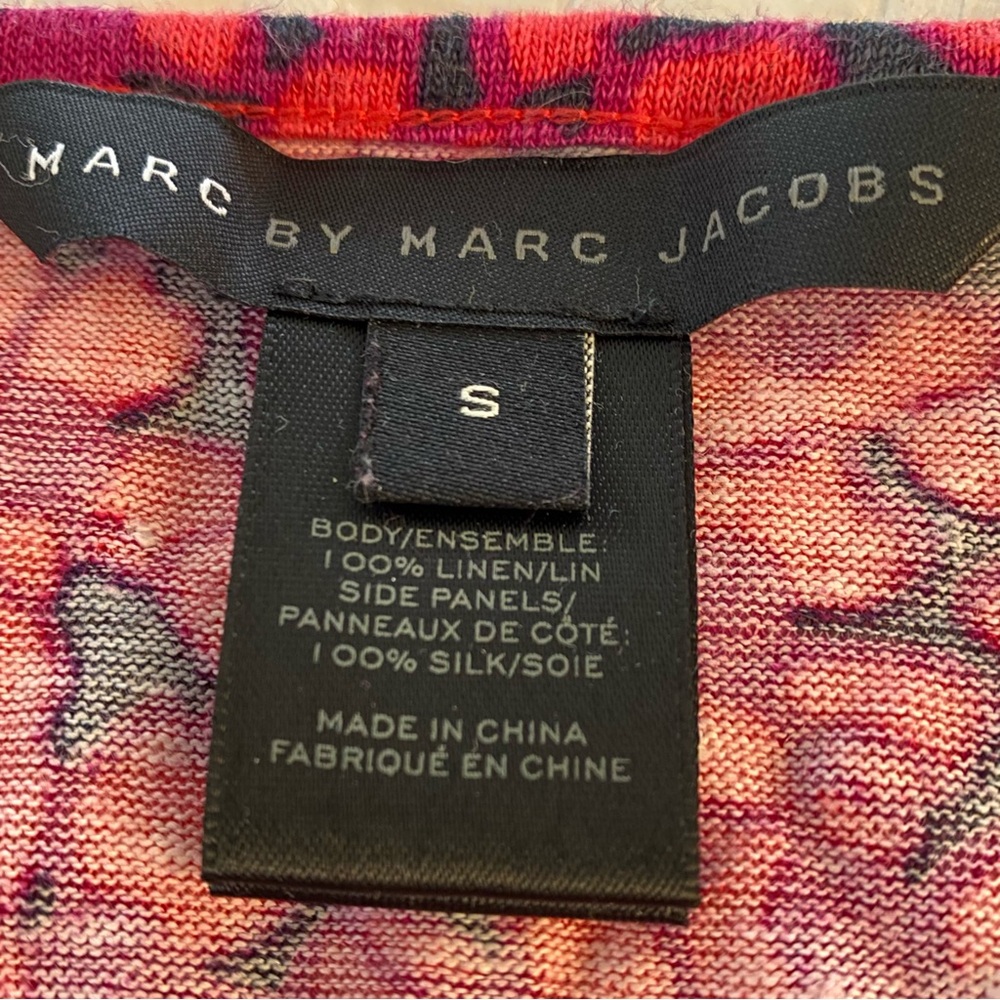 MARC BY MARC JACOBS
S
BODY/ENSEMBLE:
100% LINEN/LIN
SIDE PANELS/
PANNEAUX DE CÔTÉ:
100% SILK/SOIE
MADE IN CHINA
FABRIQUÉ EN CHINE